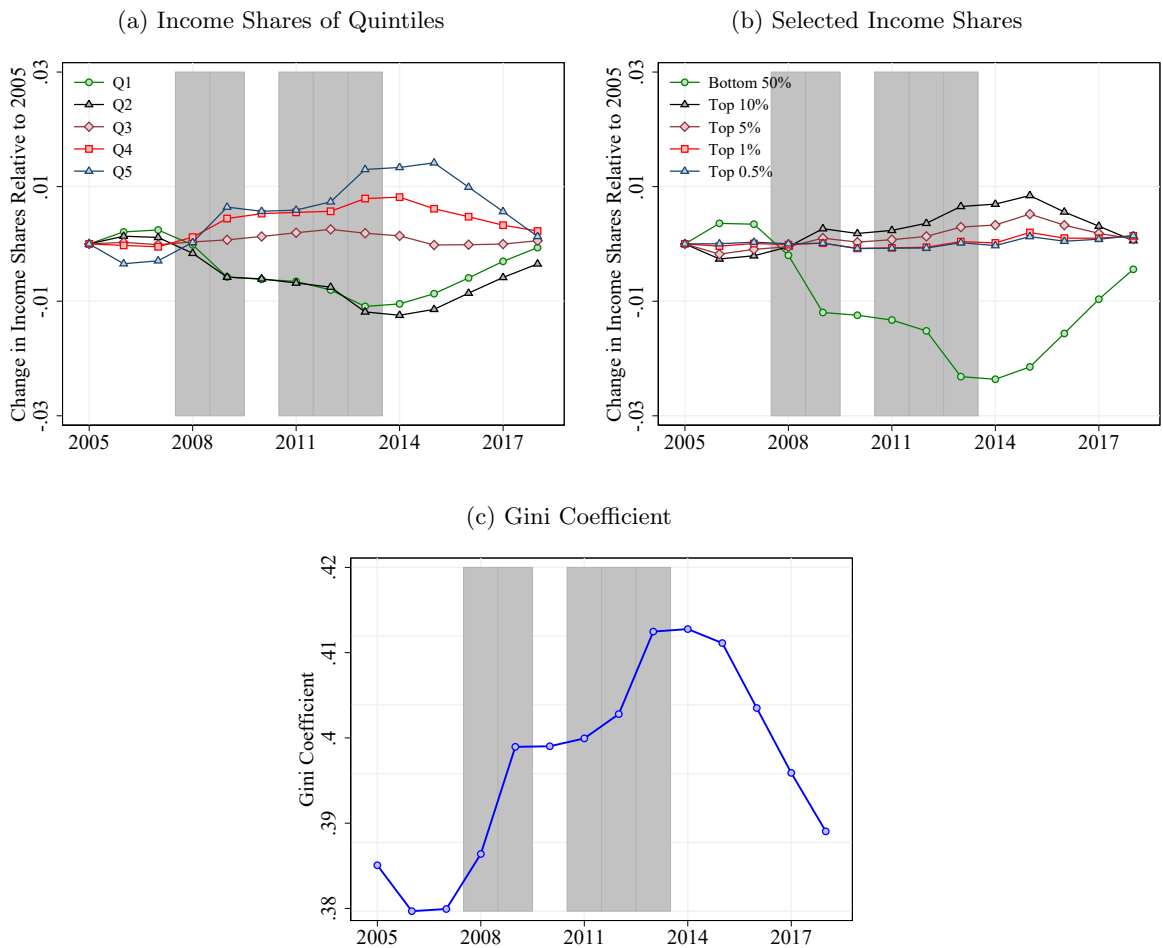 (a) Income Shares of Quintiles
Change in Income Shares Relative to 2005
.03
.01
-.01
-.03
Q1
Q2
Q3
Q4
Q5
2005 2008 2011 2014 2017
(b) Selected Income Shares
Change in Income Shares Relative to 2005
.03
.01
-.01
-.03
Bottom 50%
Top 10%
Top 5%
Top 1%
Top 0.5%
2005 2008 2011 2014 2017
(c) Gini Coefficient
Gini Coefficient
.42
.41
.4
.39
.38
2005 2008 2011 2014 2017